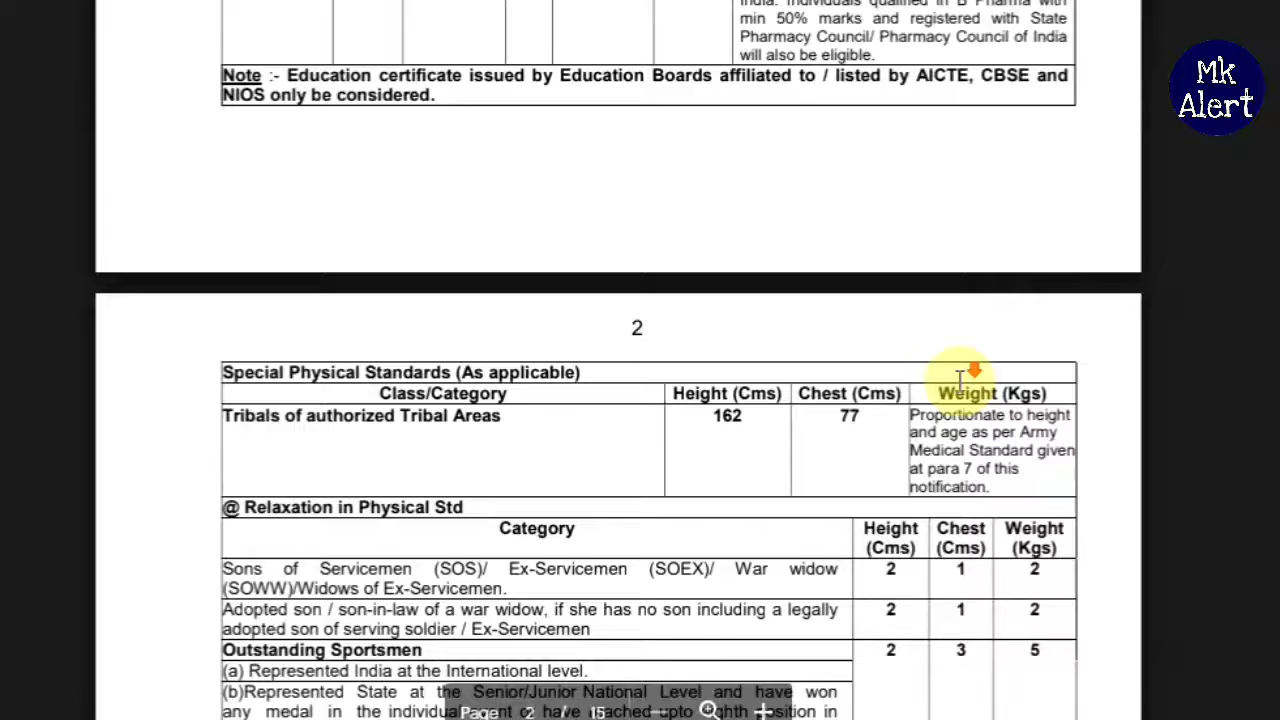 min 50% marks and registered with State
Pharmacy Council/ Pharmacy Council of India
will also be eligible.
Note :- Education certificate issued by Education Boards affiliated to / listed by AICTE, CBSE and
NIOS only be considered.
Mk
Alert
2
Special Physical Standards (As applicable)
Class/Category Height (Cms) Chest (Cms) Weight (Kgs)
Tribals of authorized Tribal Areas 162 77 Proportionate to height
and age as per Army
Medical Standard given
at para 7 of this
notification.
@ Relaxation in Physical Std
Category Height Chest Weight
(Cms) (Cms) (Kgs)
Sons of Servicemen (SOS)/ Ex-Servicemen (SOEX)/ War widow 2 1 2
(SOWW)/Widows of Ex-Servicemen.
Adopted son / son-in-law of a war widow, if she has no son including a legally 2 1 2
adopted son of serving soldier / Ex-Servicemen
Outstanding Sportsmen 2 3 5
(a) Represented India at the International level.
(b)Represented State at the Senior/Junior National Level and have won
any medal in the individual or have reached upto position in
Page 2 / 15